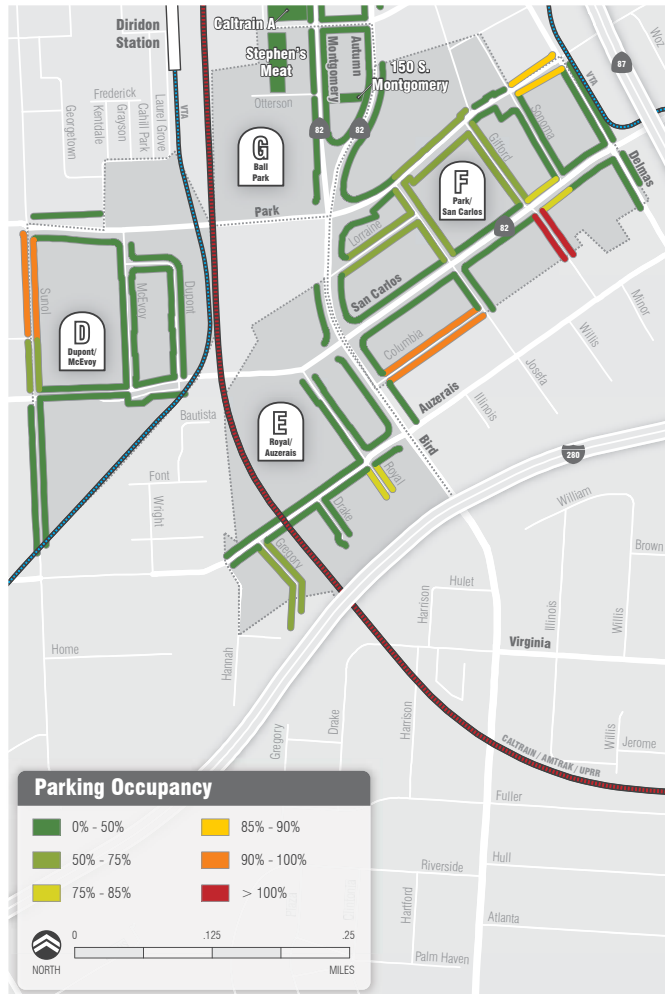 Diridon
Station
Caltrain A
Stephen's
Meat
Montgomery
Autumn
150 S.
Montgomery
87
VTA
Woz
Frederick
Georgetown
Kentdale
Grayson
Cahill Park
Laurel Grove
VTA
Otterson
82
82
G
Ball
Park
Park
Gifford
Sonoma
Delmas
F
Park/
San Carlos
82
Lorraine
San Carlos
Sunol
McEvoy
Dupont
D
Dupont/
McEvoy
Columbia
Minor
Willis
Josefa
Illinois
Auzerais
Bird
Bautista
E
Royal/
Auzerais
Royal
Font
Wright
Drake
Gregory
280
William
Brown
Harrison
Hulet
Illinois
Willis
Virginia
Home
Hannah
Gregory
Drake
Harrison
Willis
Jerome
CALTRAIN / AMTRAK / UPRR
Fuller
Riverside
Hull
Hartford
Atlanta
Palm Haven
Parking Occupancy
0% - 50%
50% - 75%
75% - 85%
85% - 90%
90% - 100%
> 100%
NORTH
0
.125
.25
MILES